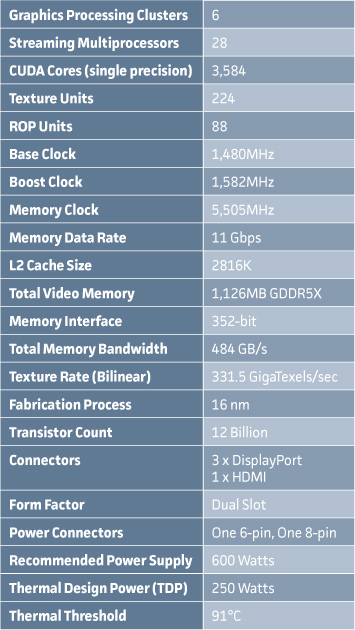 Graphics Processing Clusters 6
Streaming Multiprocessors 28
CUDA Cores (single precision) 3,584
Texture Units 224
ROP Units 88
Base Clock 1,480MHz
Boost Clock 1,582MHz
Memory Clock 5,505MHz
Memory Data Rate 11 Gbps
L2 Cache Size 2816K
Total Video Memory 1,126MB GDDR5X
Memory Interface 352-bit
Total Memory Bandwidth 484 GB/s
Texture Rate (Bilinear) 331.5 GigaTexels/sec
Fabrication Process 16 nm
Transistor Count 12 Billion
Connectors 3 x DisplayPort
1 x HDMI
Form Factor Dual Slot
Power Connectors One 6-pin, One 8-pin
Recommended Power Supply 600 Watts
Thermal Design Power (TDP) 250 Watts
Thermal Threshold 91°C